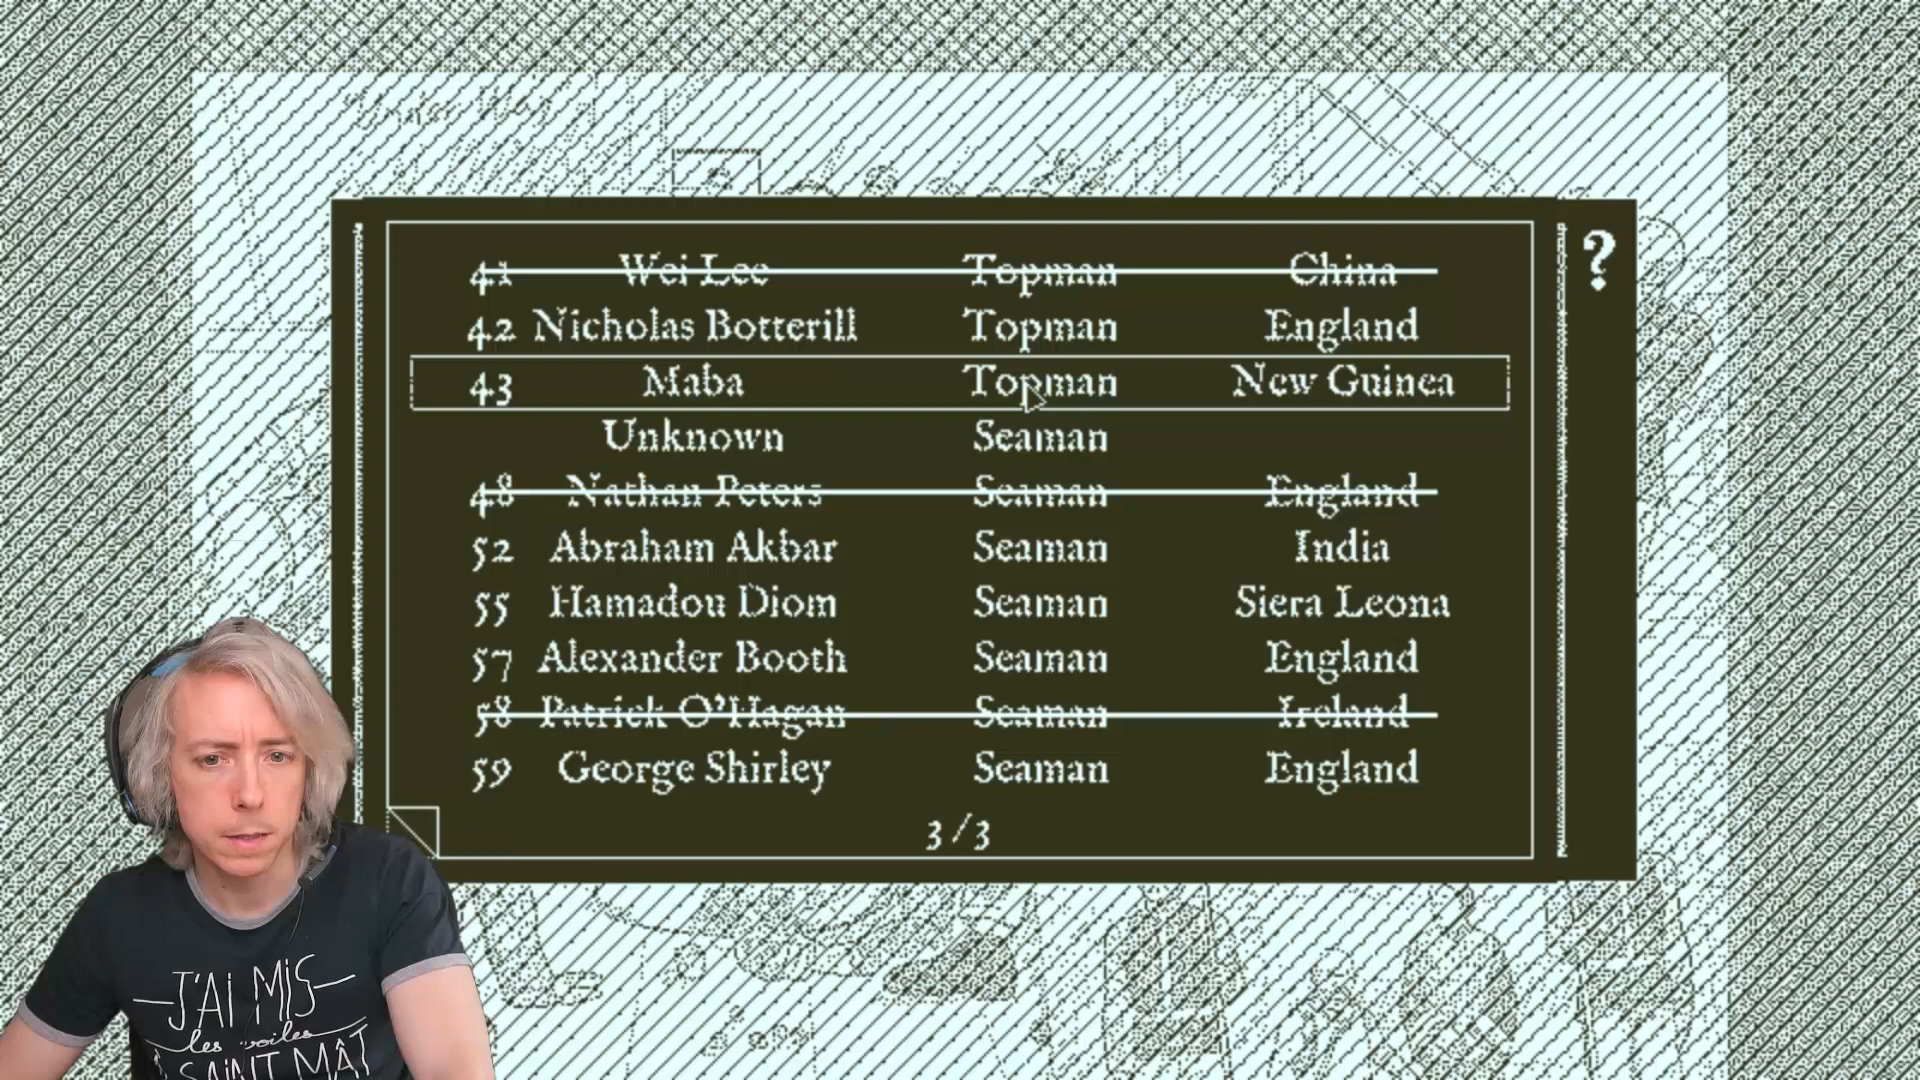 ?
41 Wei Lee Topman China
42 Nicholas Botterill Topman England
43 Maba Topman New Guinea
Unknown Seaman
48 Nathan Peters Seaman England
52 Abraham Akbar Seaman India
55 Hamadou Diom Seaman Siera Leona
57 Alexander Booth Seaman England
58 Patrick O'Hagan Seaman Ireland
59 George Shirley Seaman England
3/3
J'AI MIS
les voiles
SAINT MÂT